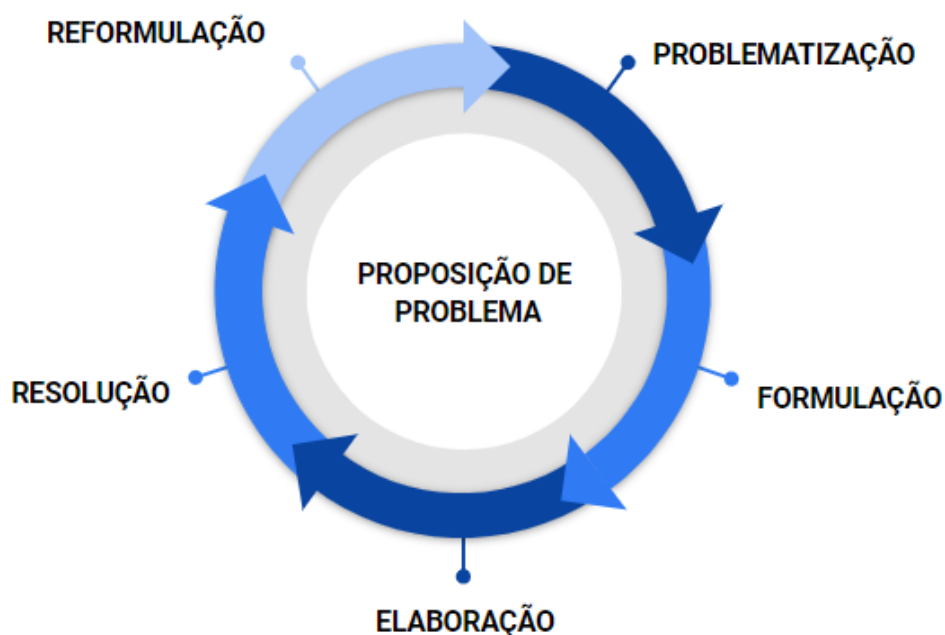 REFORMULAÇÃO
PROBLEMATIZAÇÃO
PROPOSIÇÃO DE
PROBLEMA
RESOLUÇÃO
FORMULAÇÃO
ELABORAÇÃO